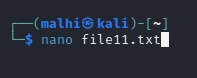 ┌──(malhi㉿kali)-[~]
└─$ nano file11.txt